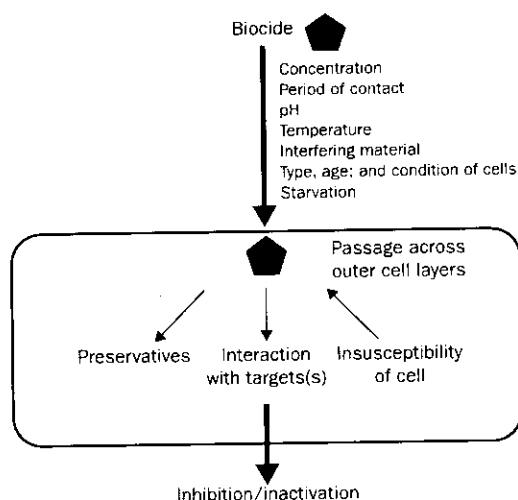 Biocide
Concentration
Period of contact
pH
Temperature
Interfering material
Type, age; and condition of cells
Starvation
Passage across
outer cell layers
Preservatives
Interaction
with targets(s)
Insusceptibility
of cell
Inhibition/inactivation